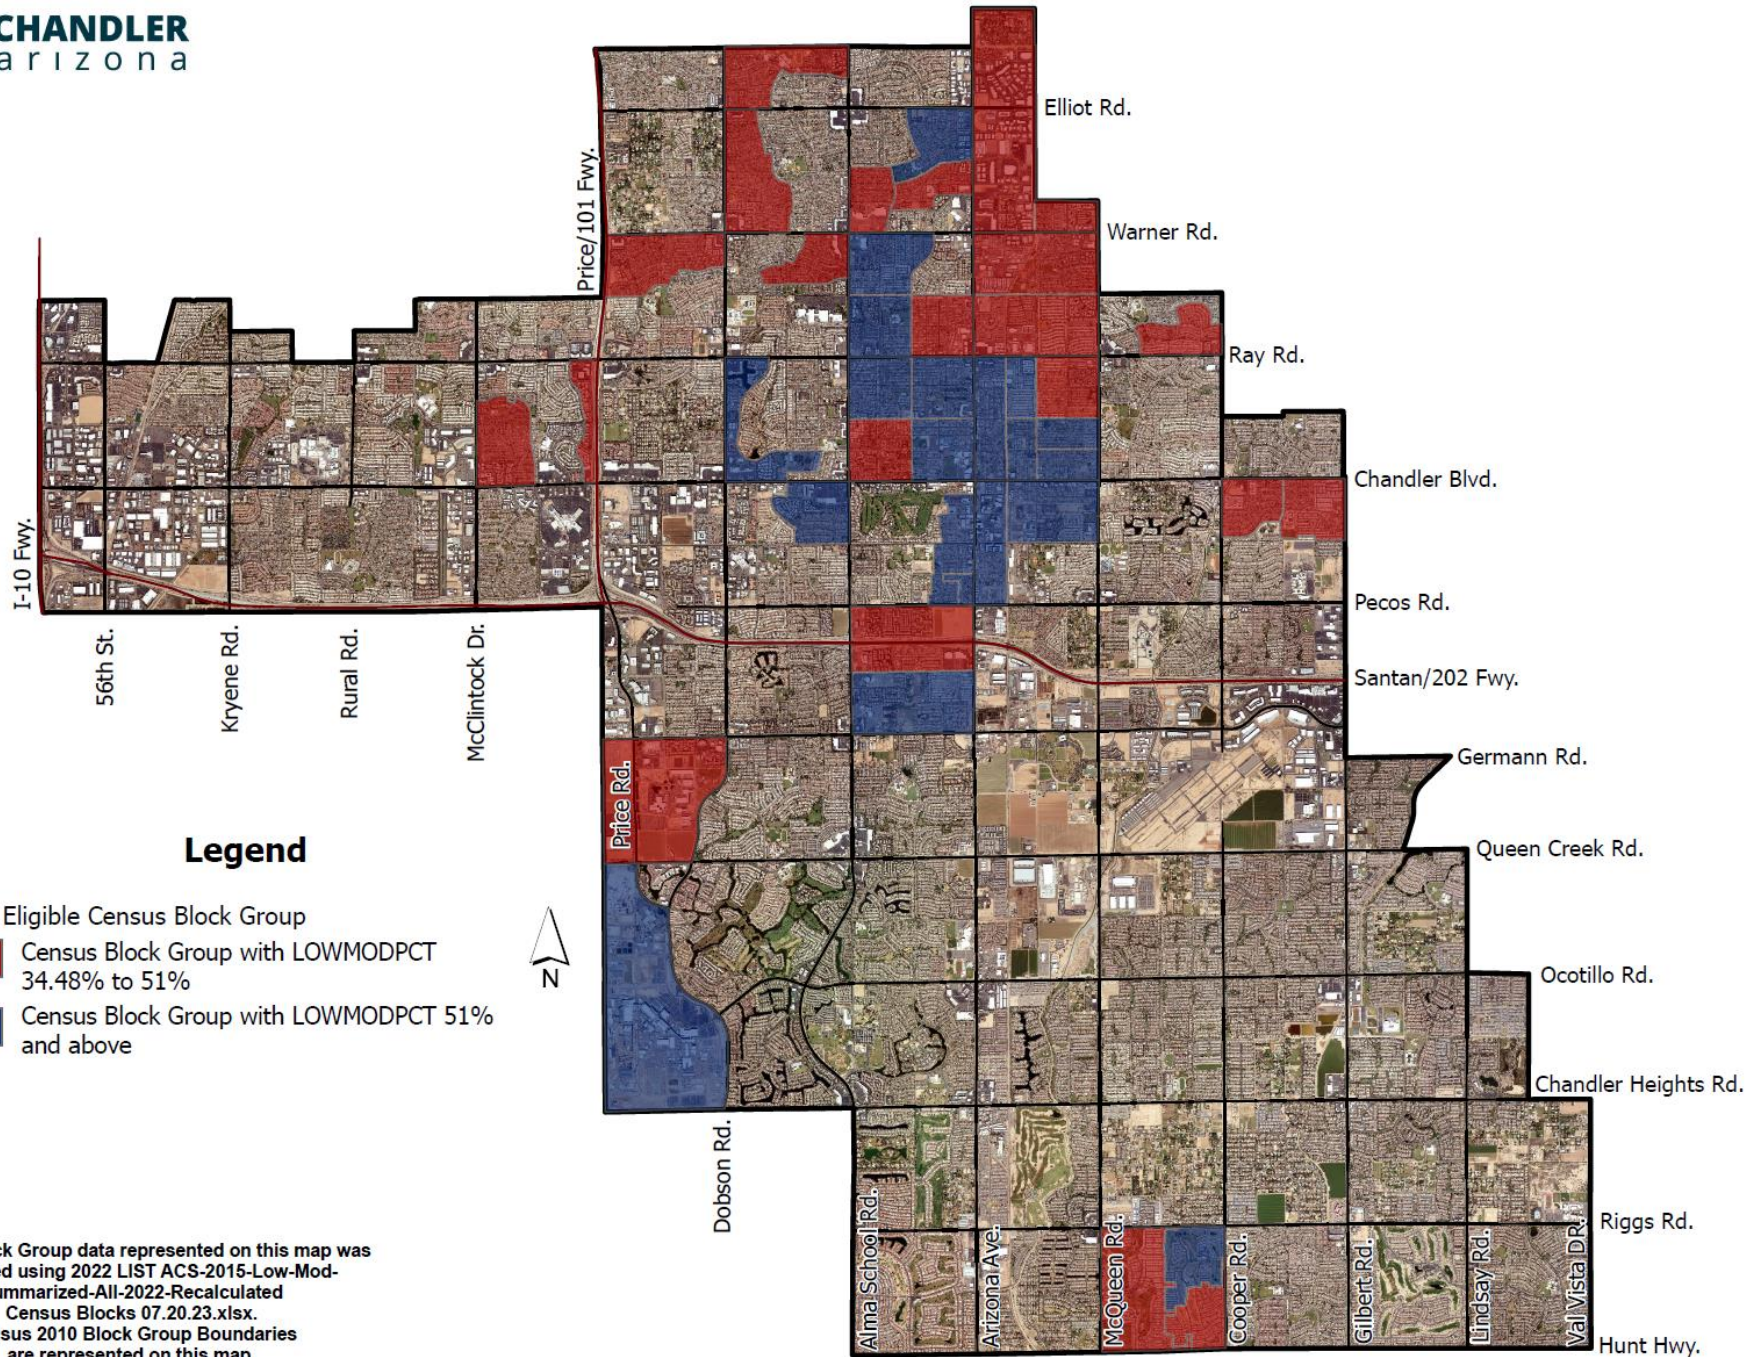 CHANDLER
arizona
Elliot Rd.
Price/101 Fwy.
Warner Rd.
Ray Rd.
Chandler Blvd.
I-10 Fwy.
Pecos Rd.
56th St.
Kryene Rd.
Rural Rd.
McClintock Dr.
Santan/202 Fwy.
Germann Rd.
Price Rd.
Legend
Queen Creek Rd.
Eligible Census Block Group
Census Block Group with LOWMODPCT
34.48% to 51%
Census Block Group with LOWMODPCT 51%
and above
N
Ocotillo Rd.
Chandler Heights Rd.
Dobson Rd.
Alma School Rd.
Arizona Ave.
McQueen Rd.
Cooper Rd.
Gilbert Rd.
Lindsay Rd.
Val Vista DR.
Riggs Rd.
Hunt Hwy.
Group data represented on this map was
using 2022 LIST ACS-2015-Low-Mod-
All-2022-Recalculated
Census Blocks 07.20.23.xlsx.
2010 Block Group Boundaries
are represented on this map